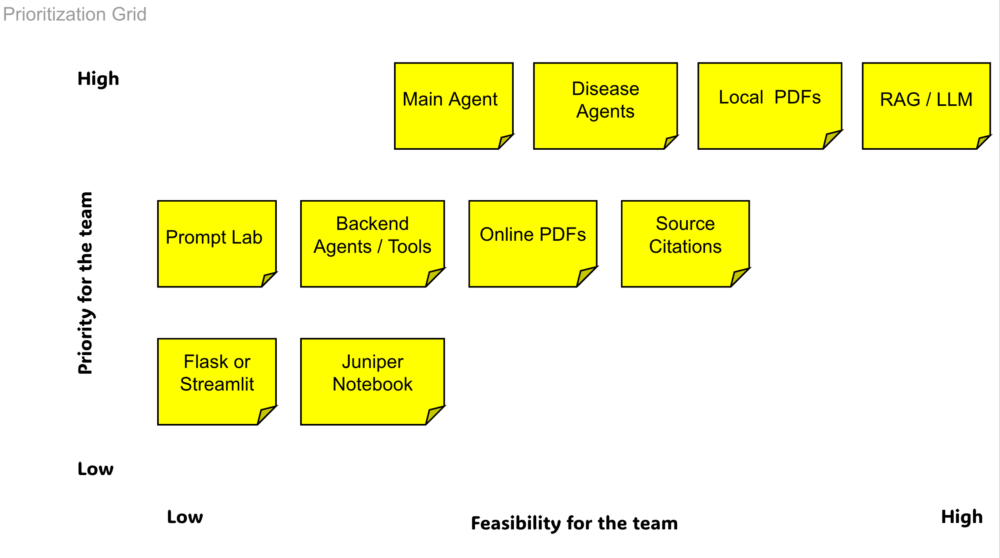 Prioritization Grid
High
Main Agent
Disease
Agents
Local  PDFs
RAG / LLM
Priority for the team
Prompt Lab
Backend
Agents / Tools
Online PDFs
Source
Citations
Flask or
Streamlit
Juniper
Notebook
Low
Low
Feasibility for the team
High